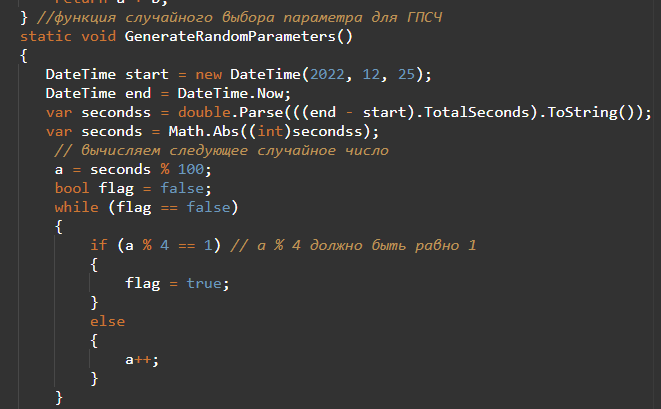 return a + b;
} //функция случайного выбора параметра для ГПСЧ
static void GenerateRandomParameters()
{
DateTime start = new DateTime(2022, 12, 25);
DateTime end = DateTime.Now;
var secondss = double.Parse(((end - start).TotalSeconds).ToString());
var seconds = Math.Abs((int)secondss);
// вычисляем следующее случайное число
a = seconds % 100;
bool flag = false;
while (flag == false)
{
if (a % 4 == 1) // a % 4 должно быть равно 1
{
flag = true;
}
else
{
a++;
}
}